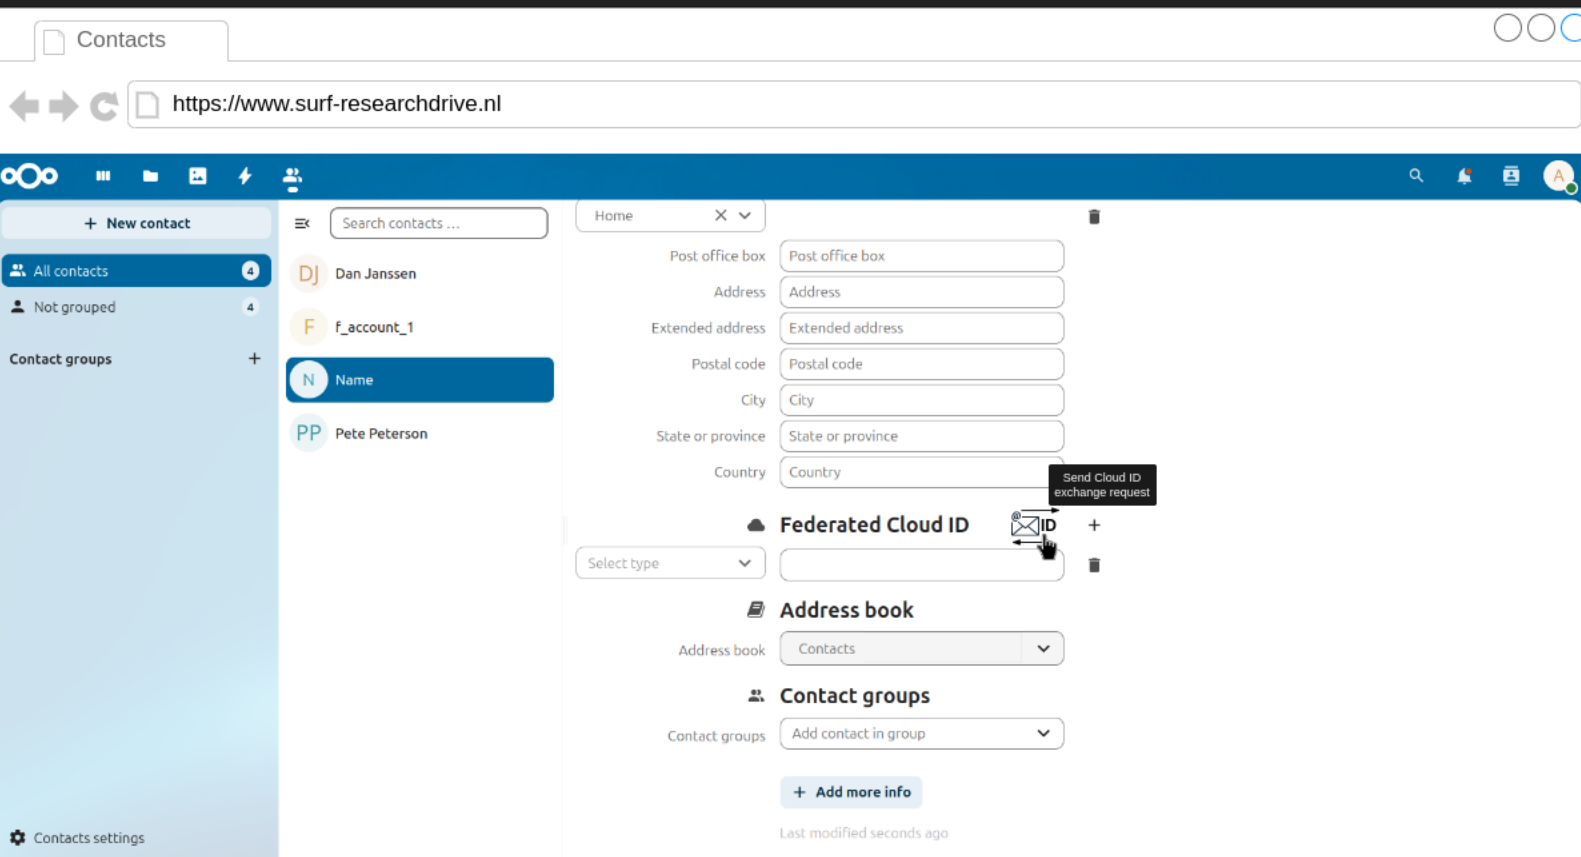 Contacts
https://www.surf-researchdrive.nl
A
+ New contact
Search contacts ...
Home
All contacts 4
Not grouped 4
Contact groups +
DJ Dan Janssen
F f_account_1
N Name
PP Pete Peterson
Post office box Post office box
Address Address
Extended address Extended address
Postal code Postal code
City City
State or province State or province
Country Country
Send Cloud ID
exchange request
Federated Cloud ID @ ID +
Select type
Address book
Address book Contacts
Contact groups
Contact groups Add contact in group
+ Add more info
Last modified seconds ago
Contacts settings